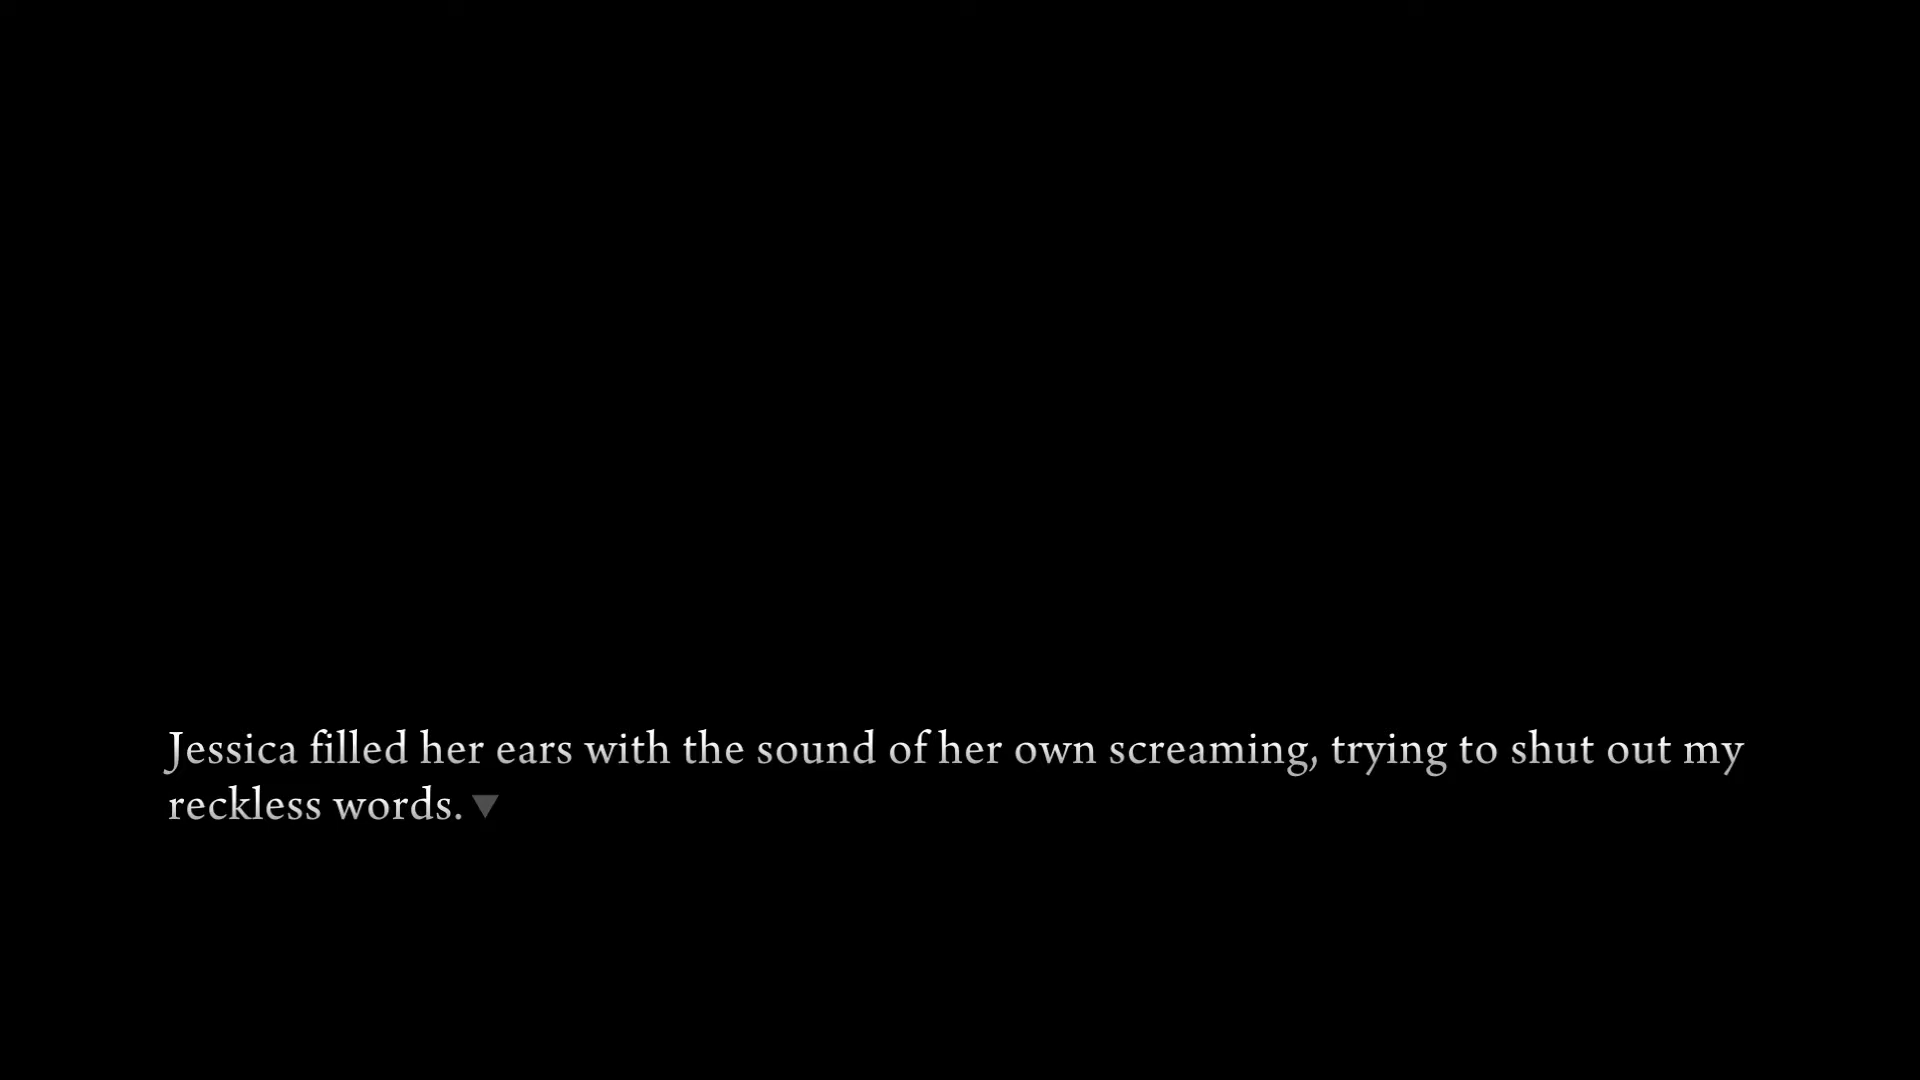 Jessica filled her ears with the sound of her own screaming, trying to shut out my
reckless words.